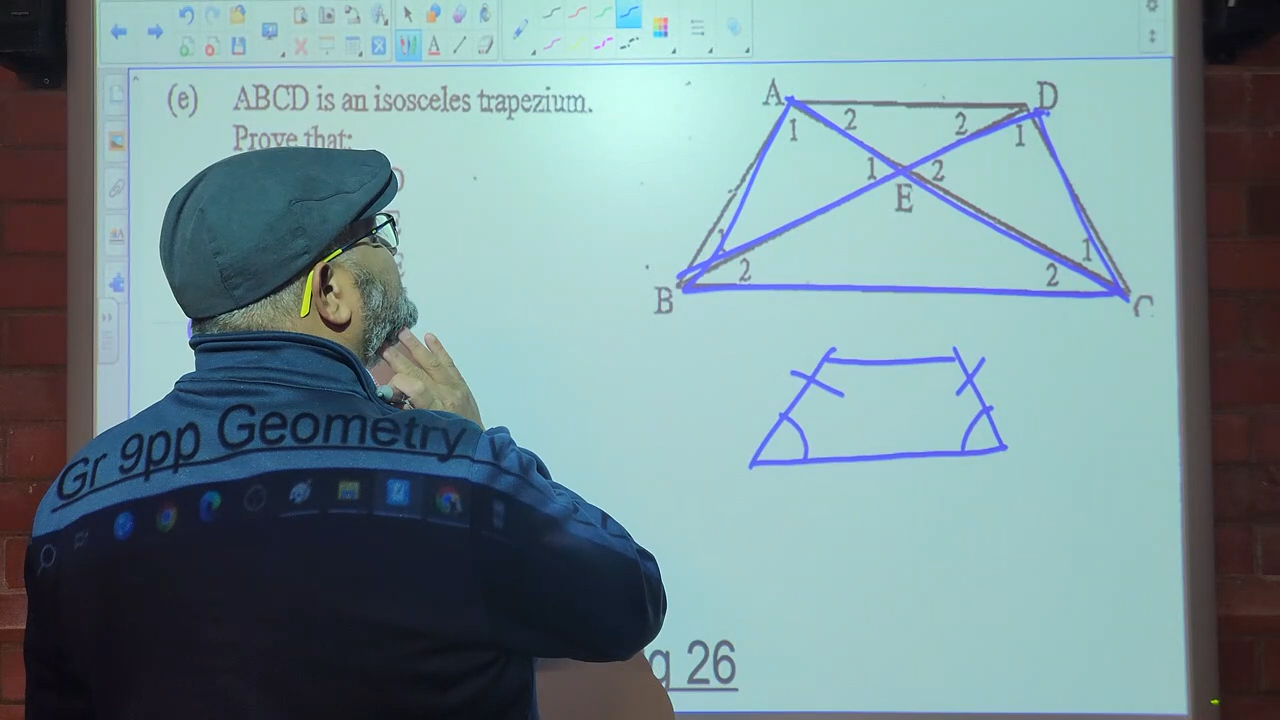 (e) ABCD is an isosceles trapezium.
Prove that:
A D
1 2 2 1
1 2
E
1 2 2 1
B C
Gr 9pp Geometry
g 26